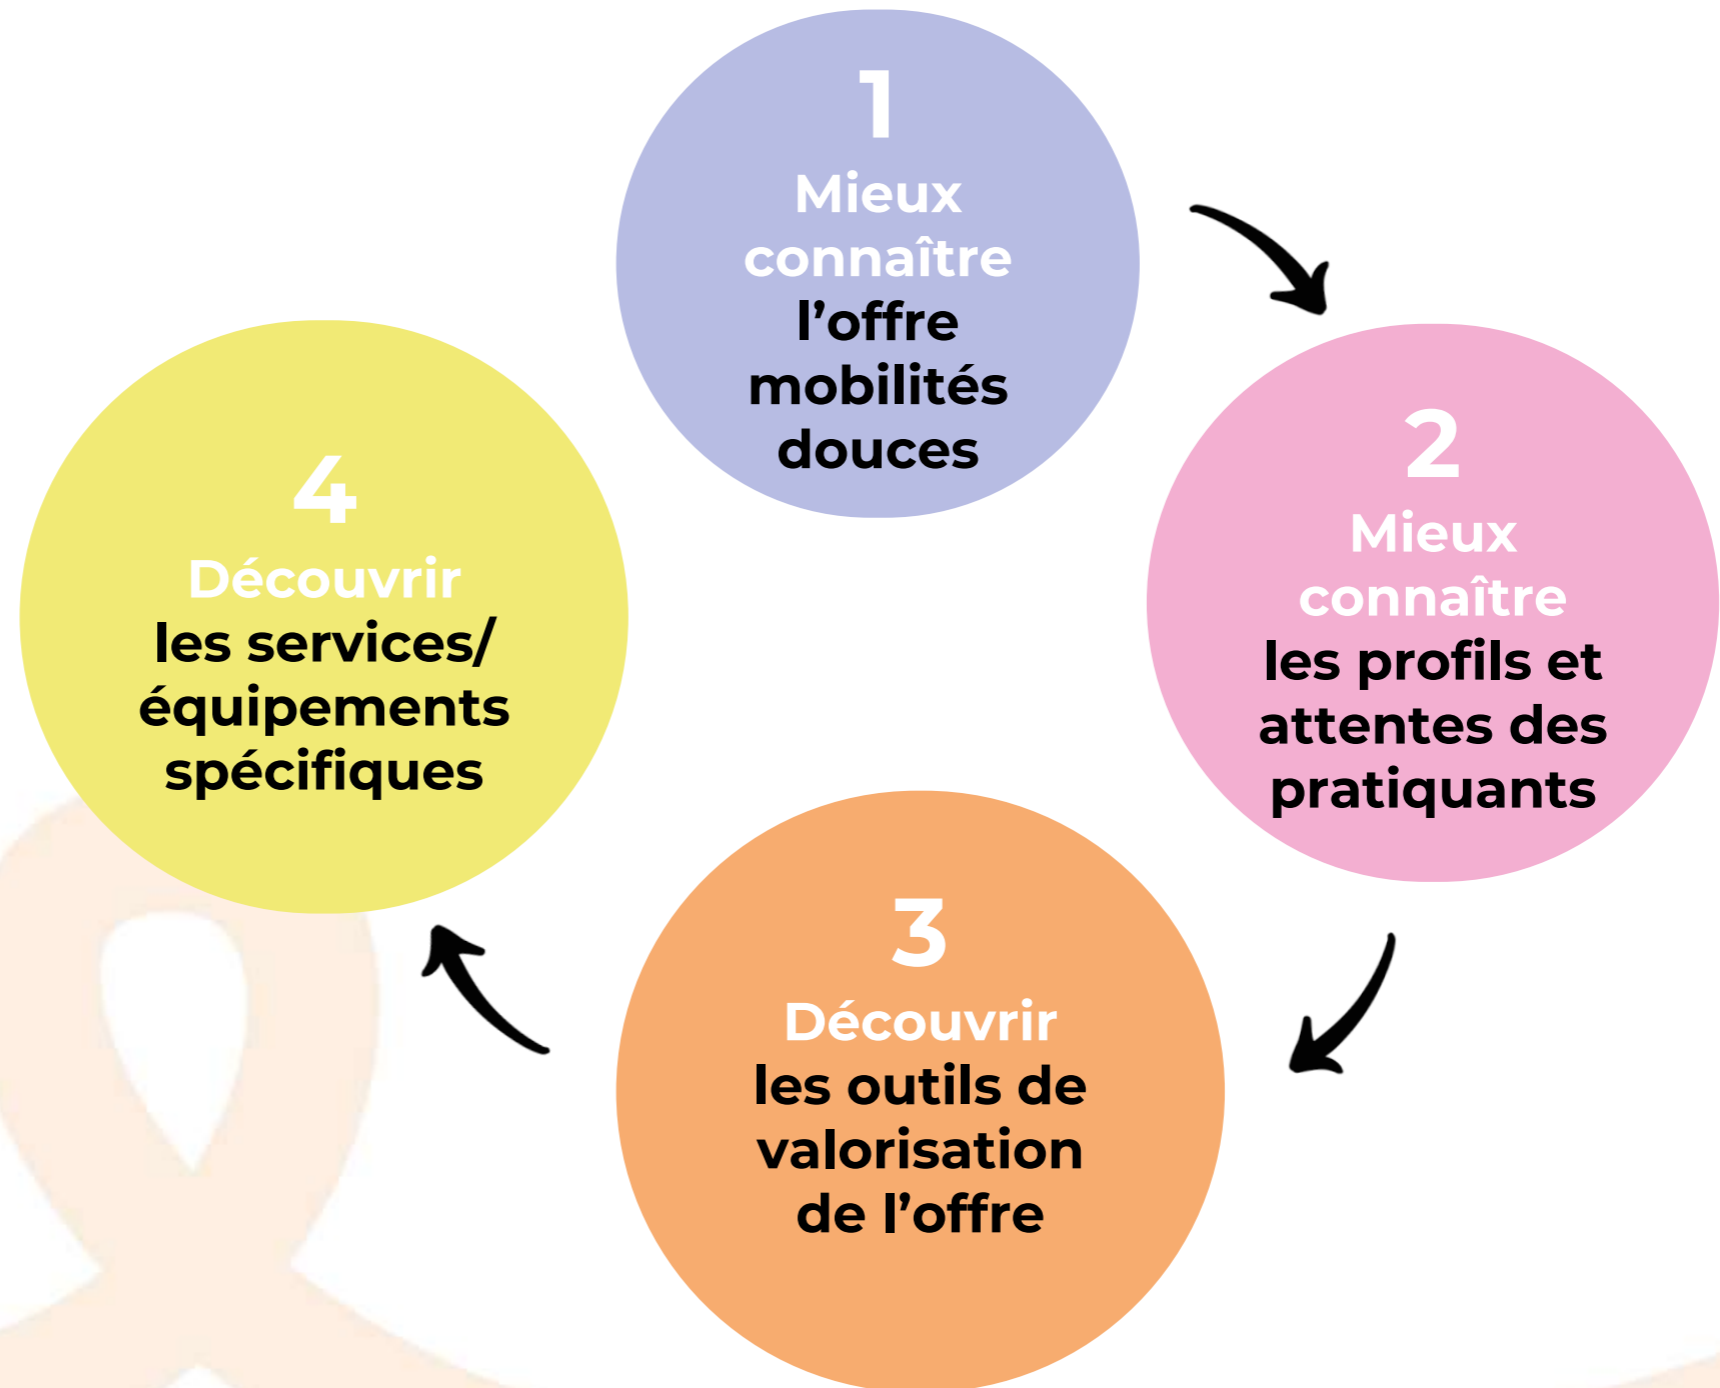 1
Mieux
connaître
l’offre
mobilités
douces
2
Mieux
connaître
les profils et
attentes des
pratiquants
3
Découvrir
les outils de
valorisation
de l’offre
4
Découvrir
les services/
équipements
spécifiques